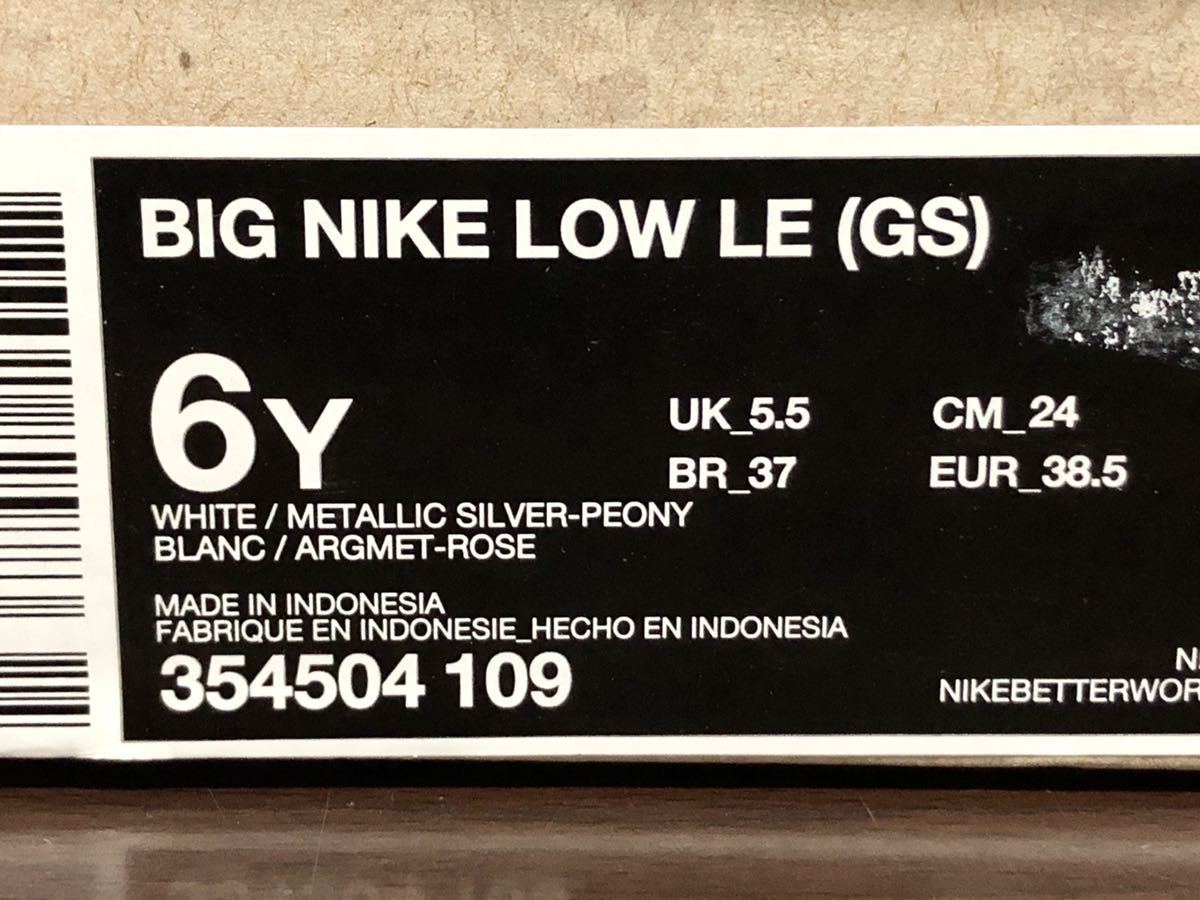 BIG NIKE LOW LE (GS)
6Y
UK_5.5 CM_24
BR_37 EUR_38.5
WHITE / METALLIC SILVER-PEONY
BLANC / ARGMET-ROSE
MADE IN INDONESIA
FABRIQUE EN INDONESIE_HECHO EN INDONESIA
354504 109